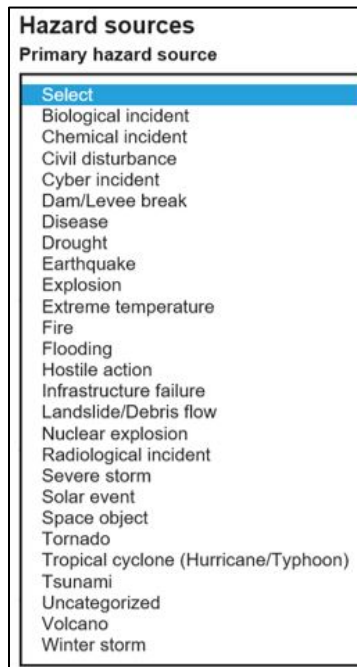 Hazard sources
Primary hazard source
Select
Biological incident
Chemical incident
Civil disturbance
Cyber incident
Dam/Levee break
Disease
Drought
Earthquake
Explosion
Extreme temperature
Fire
Flooding
Hostile action
Infrastructure failure
Landslide/Debris flow
Nuclear explosion
Radiological incident
Severe storm
Solar event
Space object
Tornado
Tropical cyclone (Hurricane/Typhoon)
Tsunami
Uncategorized
Volcano
Winter storm